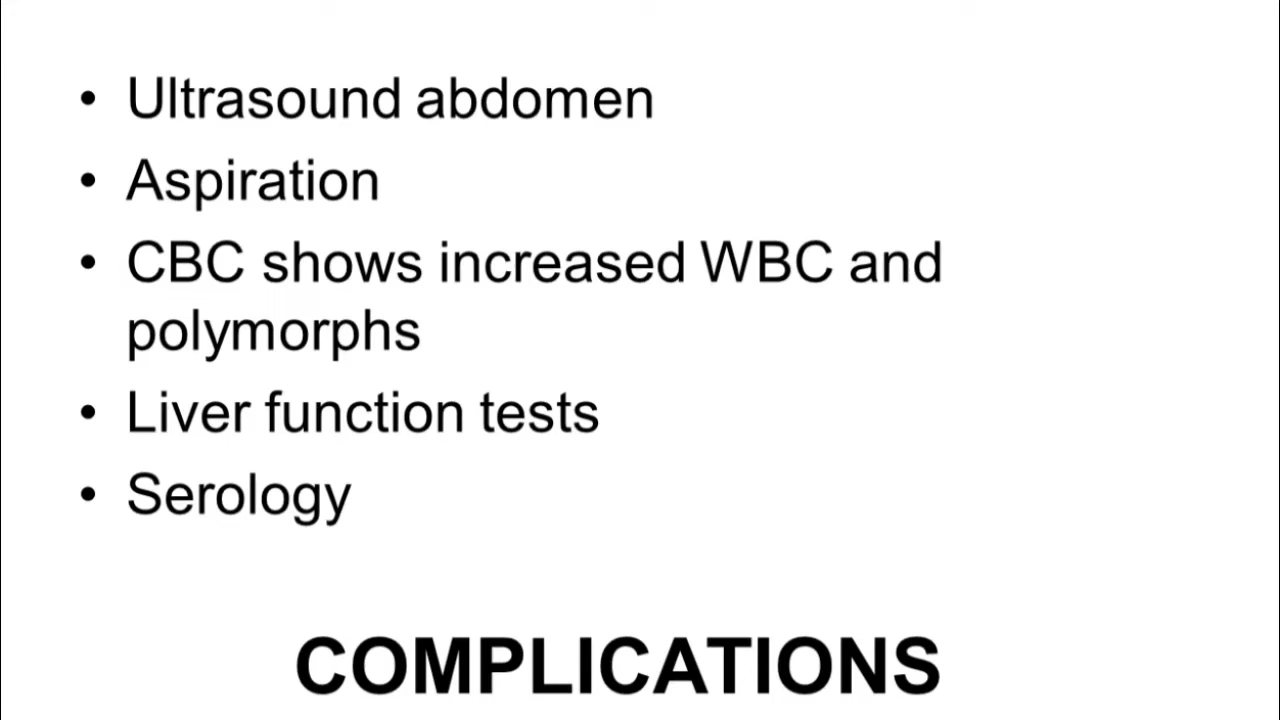 • Ultrasound abdomen
• Aspiration
• CBC shows increased WBC and
polymorphs
• Liver function tests
• Serology
COMPLICATIONS